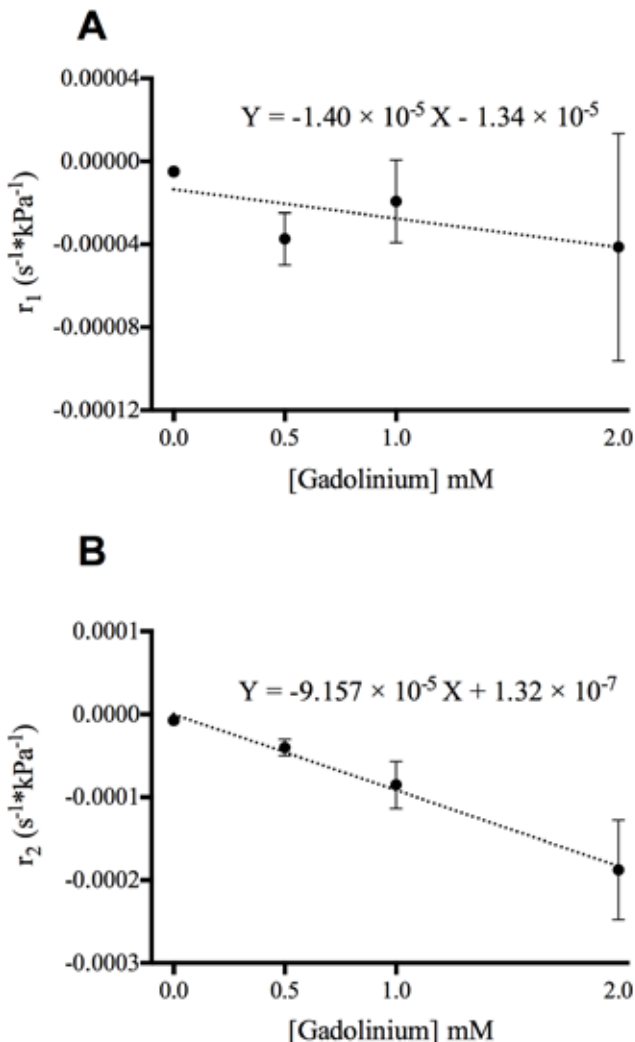 A
0.00004
0.00000
-0.00004
-0.00008
-0.00012
r₁ (s⁻¹*kPa⁻¹)
Y = -1.40 × 10⁻⁵ X - 1.34 × 10⁻⁵
0.0 0.5 1.0 2.0
[Gadolinium] mM
B
0.0001
0.0000
-0.0001
-0.0002
-0.0003
r₂ (s⁻¹*kPa⁻¹)
Y = -9.157 × 10⁻⁵ X + 1.32 × 10⁻⁷
0.0 0.5 1.0 2.0
[Gadolinium] mM